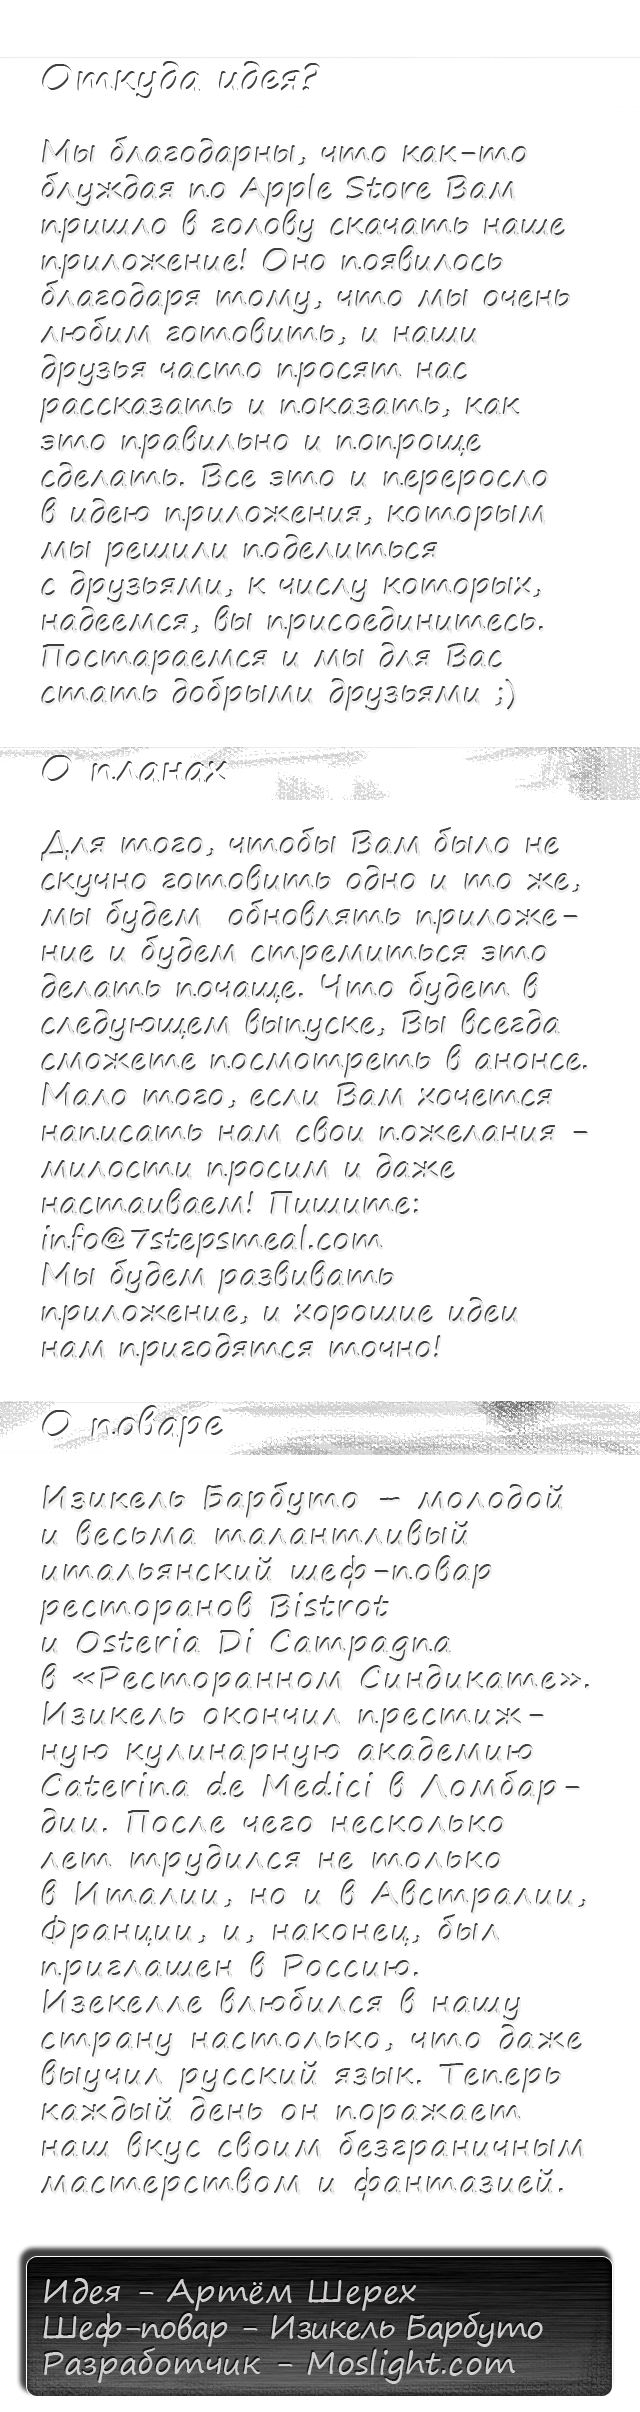 Откуда идея?
Мы благодарны, что как-то
блуждая по Apple Store Вам
пришло в голову скачать наше
приложение! Оно появилось
благодаря тому, что мы очень
любим готовить, и наши
друзья часто просят нас
рассказать и показать, как
это правильно и попроще
сделать. Все это и переросло
в идею приложения, которым
мы решили поделиться
с друзьями, к числу которых,
надеемся, вы присоединитесь.
Постараемся и мы для Вас
стать добрыми друзьями ;)
О планах
Для того, чтобы Вам было не
скучно готовить одно и то же,
мы будем  обновлять приложе-
ние и будем стремиться это
делать почаще. Что будет в
следующем выпуске, Вы всегда
сможете посмотреть в анонсе.
Мало того, если Вам хочется
написать нам свои пожелания -
милости просим и даже
настаиваем! Пишите:
info@7stepsmeal.com
Мы будем развивать
приложение, и хорошие идеи
нам пригодятся точно!
О поваре
Изикель Барбуто – молодой
и весьма талантливый
итальянский шеф-повар
ресторанов Bistrot
и Osteria Di Campagna
в «Ресторанном Синдикате».
Изикель окончил престиж-
ную кулинарную академию
Caterina de Medici в Ломбар-
дии. После чего несколько
лет трудился не только
в Италии, но и в Австралии,
Франции, и, наконец, был
приглашен в Россию.
Изекелле влюбился в нашу
страну настолько, что даже
выучил русский язык. Теперь
каждый день он поражает
наш вкус своим безграничным
мастерством и фантазией.
Идея - Артём Шерех
Шеф-повар - Изикель Барбуто
Разработчик - Moslight.com